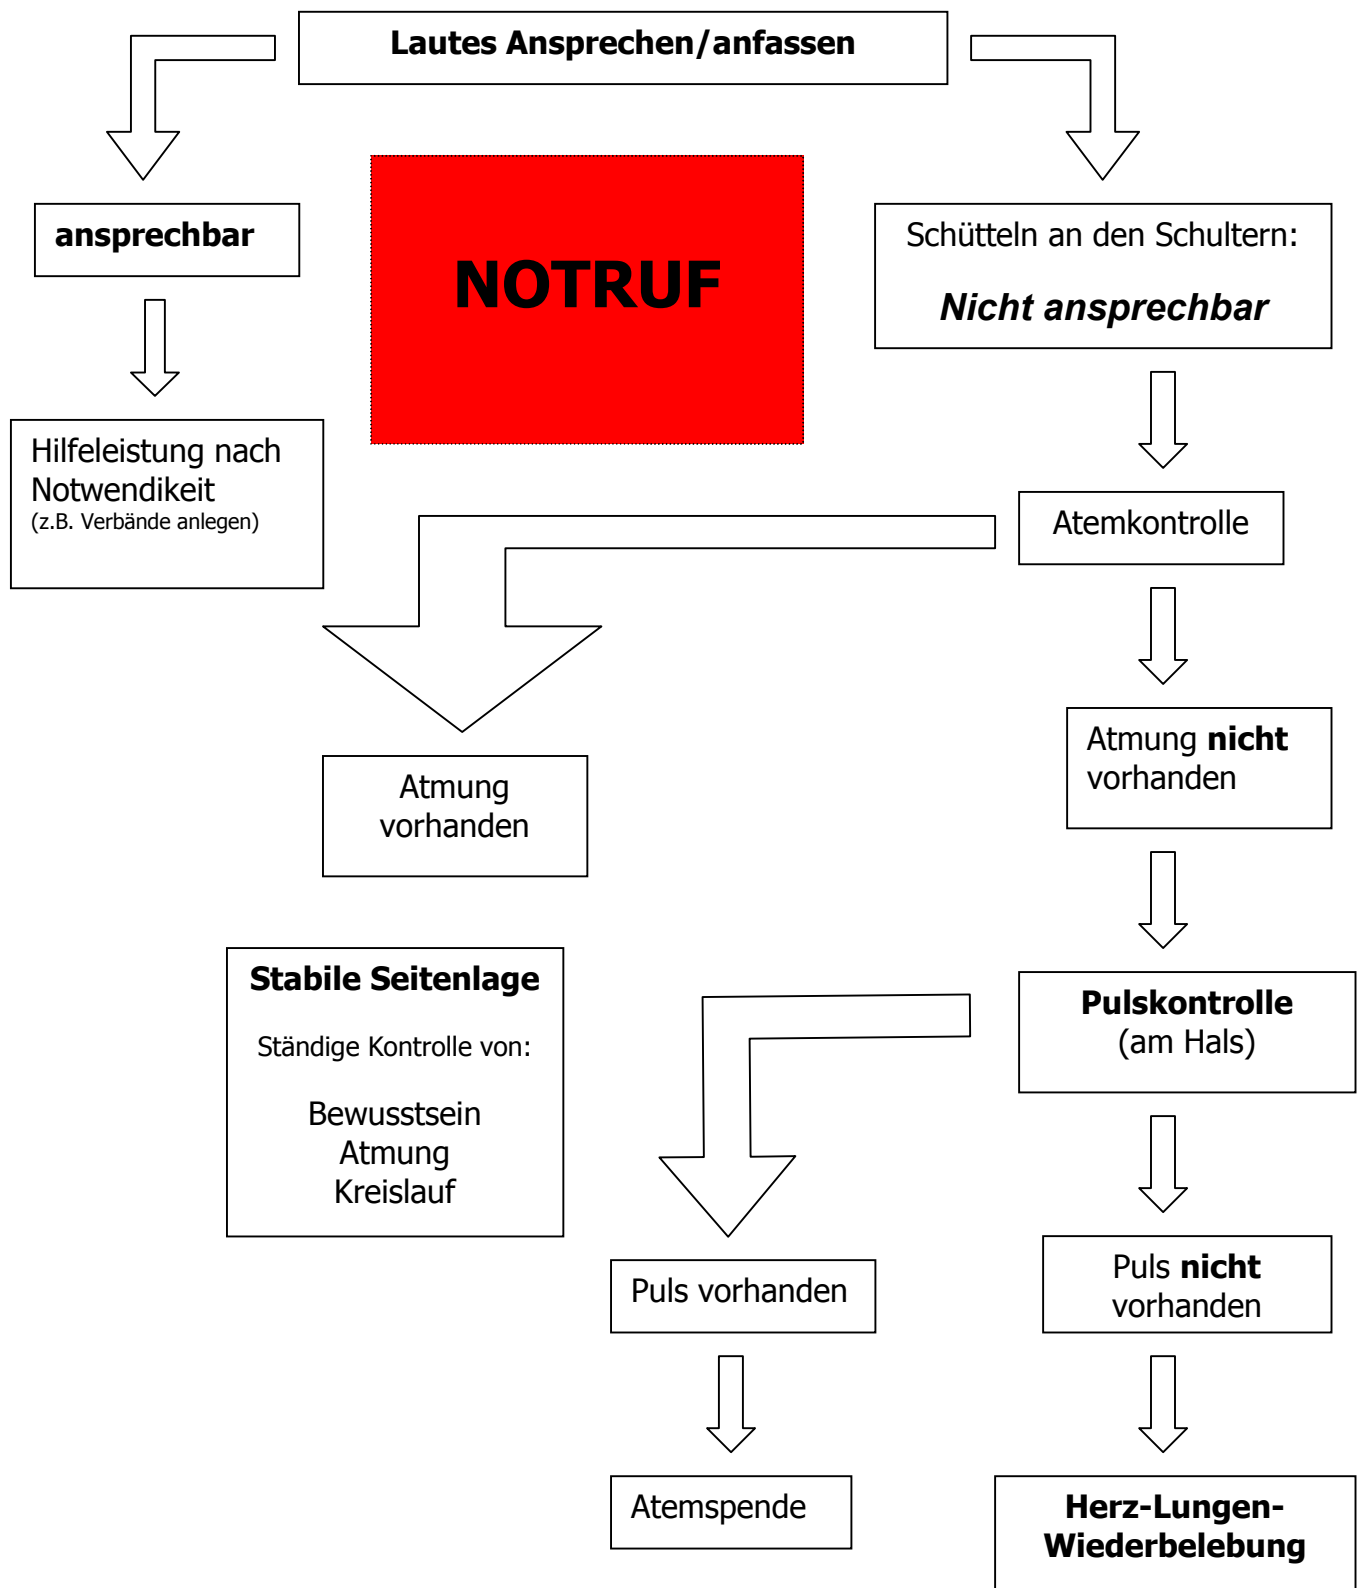 Lautes Ansprechen/anfassen
ansprechbar
NOTRUF
Schütteln an den Schultern:
Nicht ansprechbar
Hilfeleistung nach
Notwendikeit
(z.B. Verbände anlegen)
Atemkontrolle
Atmung nicht
vorhanden
Atmung
vorhanden
Stabile Seitenlage
Ständige Kontrolle von:
Bewusstsein
Atmung
Kreislauf
Pulskontrolle
(am Hals)
Puls vorhanden
Puls nicht
vorhanden
Atemspende
Herz-Lungen-
Wiederbelebung